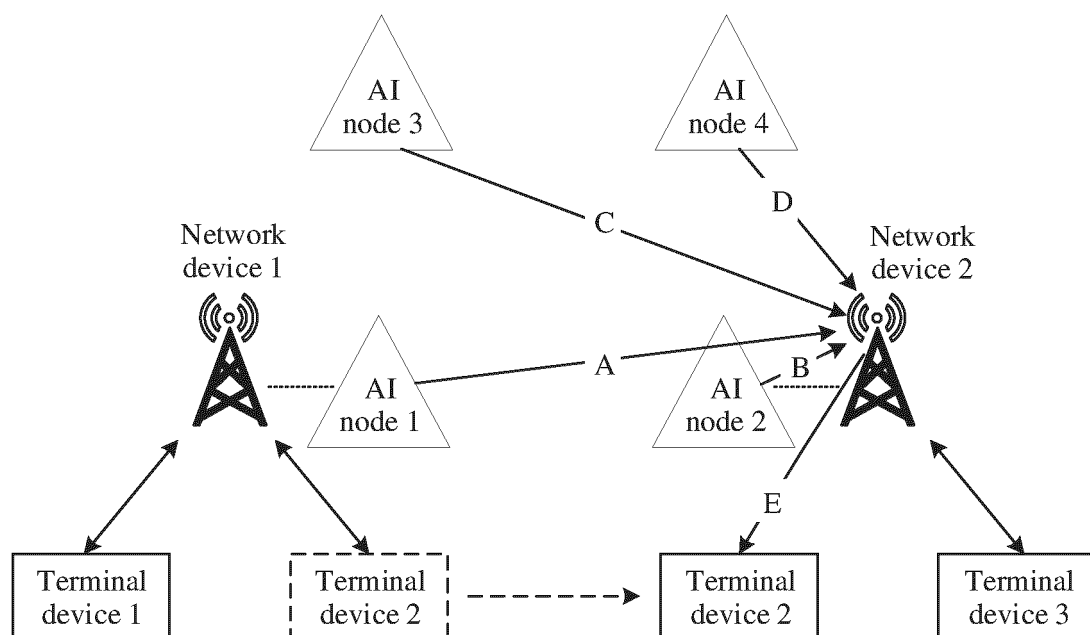 AI
node 3
AI
node 4
C
D
Network
device 1
Network
device 2
A
B
AI
node 1
AI
node 2
E
Terminal
device 1
Terminal
device 2
Terminal
device 2
Terminal
device 3